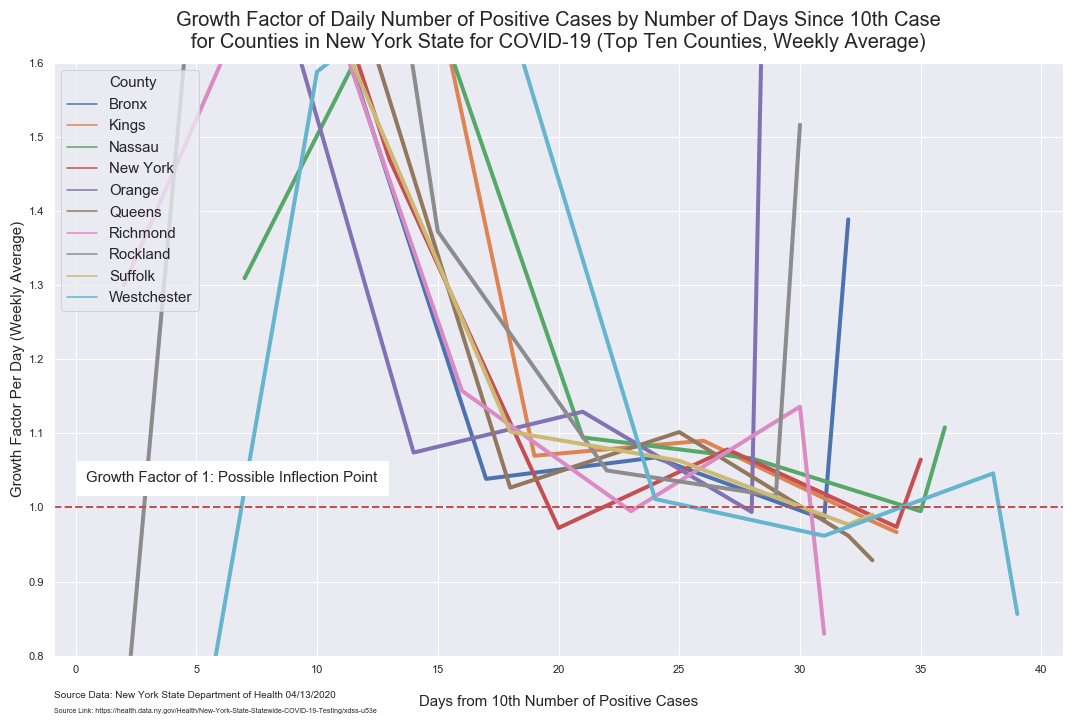 Growth Factor of Daily Number of Positive Cases by Number of Days Since 10th Case
for Counties in New York State for COVID-19 (Top Ten Counties, Weekly Average)
Growth Factor Per Day (Weekly Average)
1.6
1.5
1.4
1.3
1.2
1.1
1.0
0.9
0.8
County
Bronx
Kings
Nassau
New York
Orange
Queens
Richmond
Rockland
Suffolk
Westchester
Growth Factor of 1: Possible Inflection Point
0 5 10 15 20 25 30 35 40
Days from 10th Number of Positive Cases
Source Data: New York State Department of Health 04/13/2020
Source Link: https://health.data.ny.gov/Health/New-York-State-Statewide-COVID-19-Testing/xdss-u53e